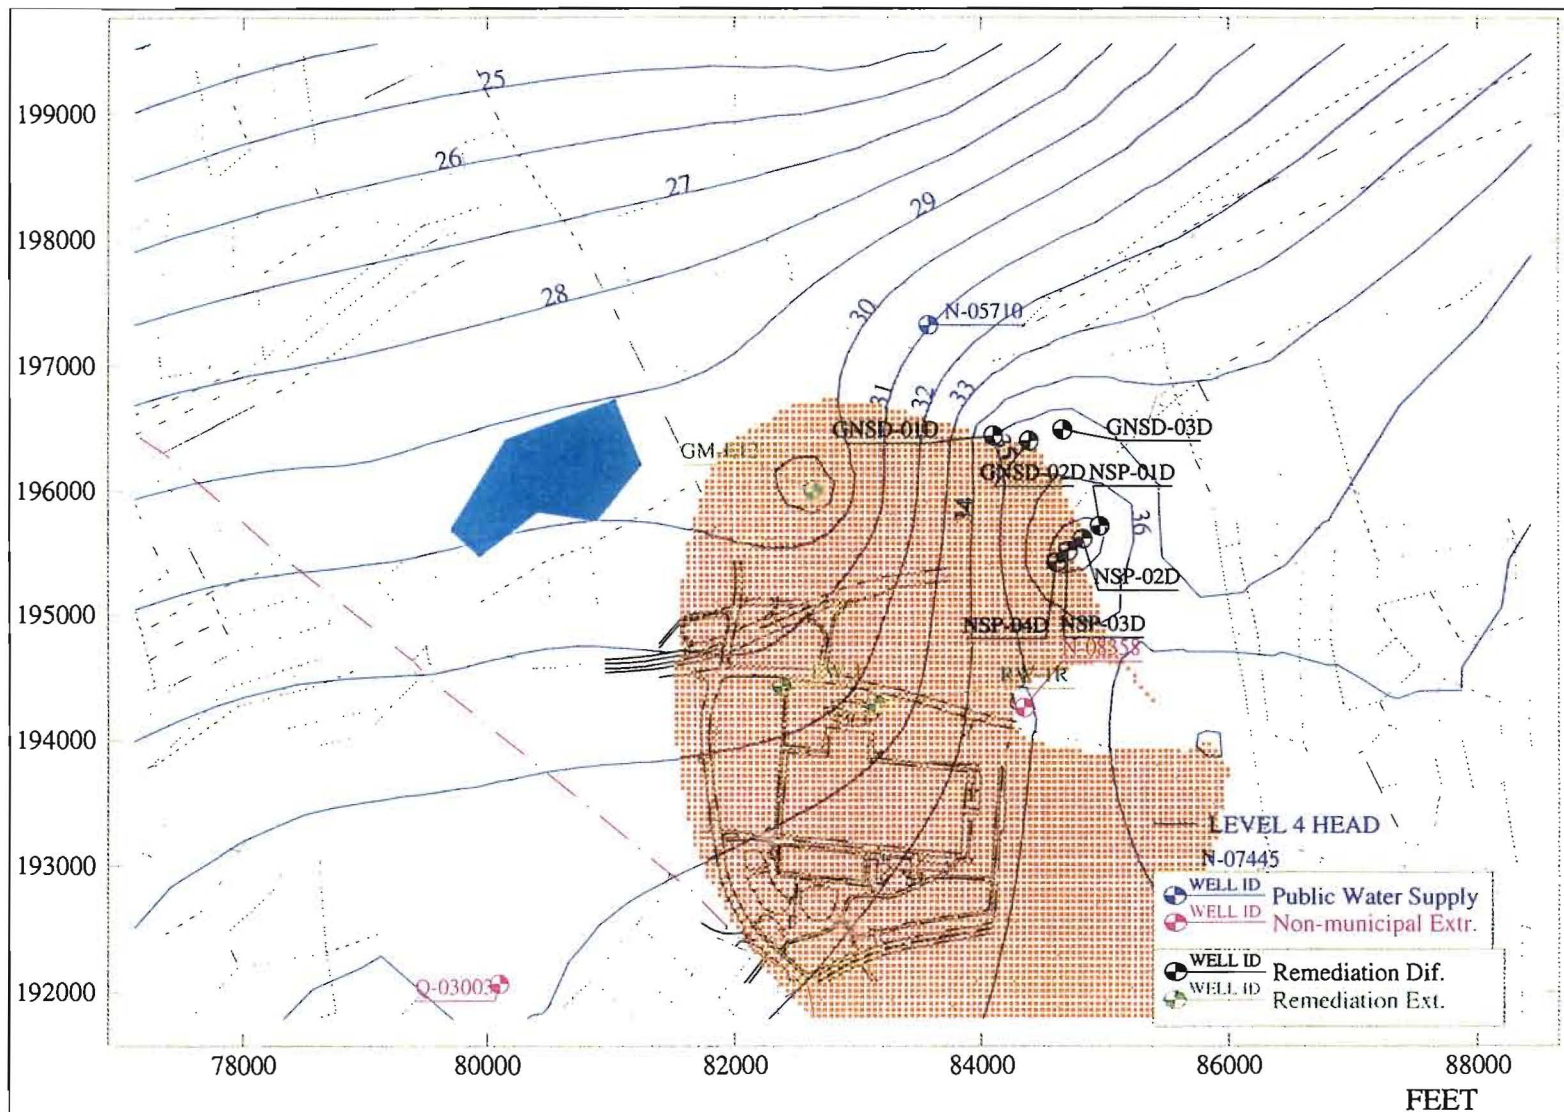 199000
25
26
27
29
198000
28
30
N-05710
197000
31
32
33
GNSD-01D
GNSD-03D
35
GNSD-02D
NSP-01D
196000
34
36
NSP-02D
195000
NSP-04D
NSP-03D
N-08358
RW-1R
194000
LEVEL 4 HEAD
N-07445
193000
WELL ID Public Water Supply
WELL ID Non-municipal Extr.
WELL ID Remediation Dif.
WELL ID Remediation Ext.
Q-03003
192000
78000
80000
82000
84000
86000
88000
FEET